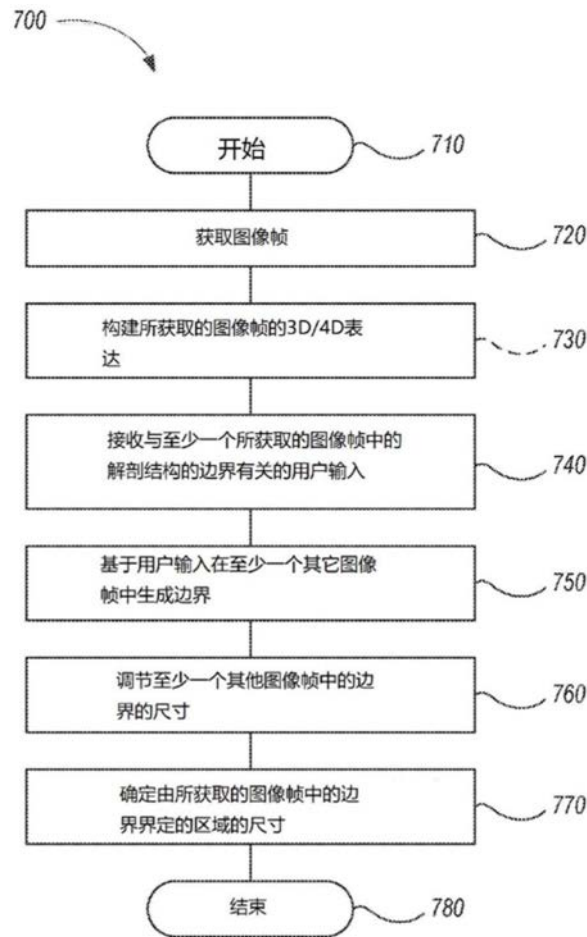 700
开始
710
获取图像帧
720
构建所获取的图像帧的3D/4D表
达
730
接收与至少一个所获取的图像帧中的
解剖结构的边界有关的用户输入
740
基于用户输入在至少一个其它图像
帧中生成边界
750
调节至少一个其他图像帧中的边
界的尺寸
760
确定由所获取的图像帧中的边
界界定的区域的尺寸
770
结束
780